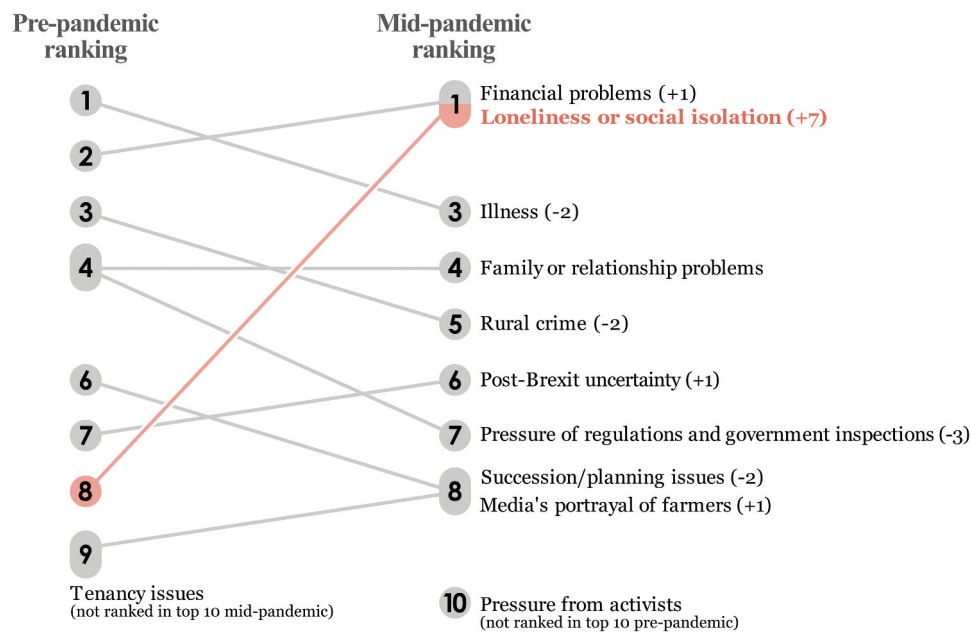 Pre-pandemic
ranking
Mid-pandemic
ranking
1
2
3
4
6
7
8
9
Tenancy issues
(not ranked in top 10 mid-pandemic)
1
Financial problems (+1)
Loneliness or social isolation (+7)
3 Illness (-2)
4 Family or relationship problems
5 Rural crime (-2)
6 Post-Brexit uncertainty (+1)
7 Pressure of regulations and government inspections (-3)
8
Succession/planning issues (-2)
Media's portrayal of farmers (+1)
10 Pressure from activists
(not ranked in top 10 pre-pandemic)